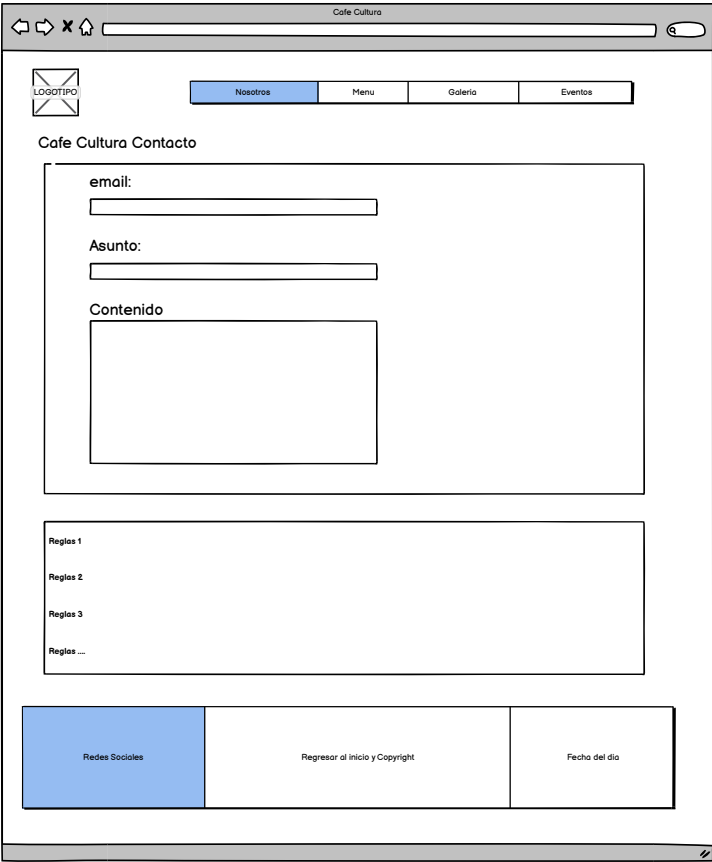 Cafe Cultura
LOGOTIPO
Nosotros
Menu
Galeria
Eventos
Cafe Cultura Contacto
email:
Asunto:
Contenido
Reglas 1
Reglas 2
Reglas 3
Reglas ....
Redes Sociales
Regresar al inicio y Copyright
Fecha del dia